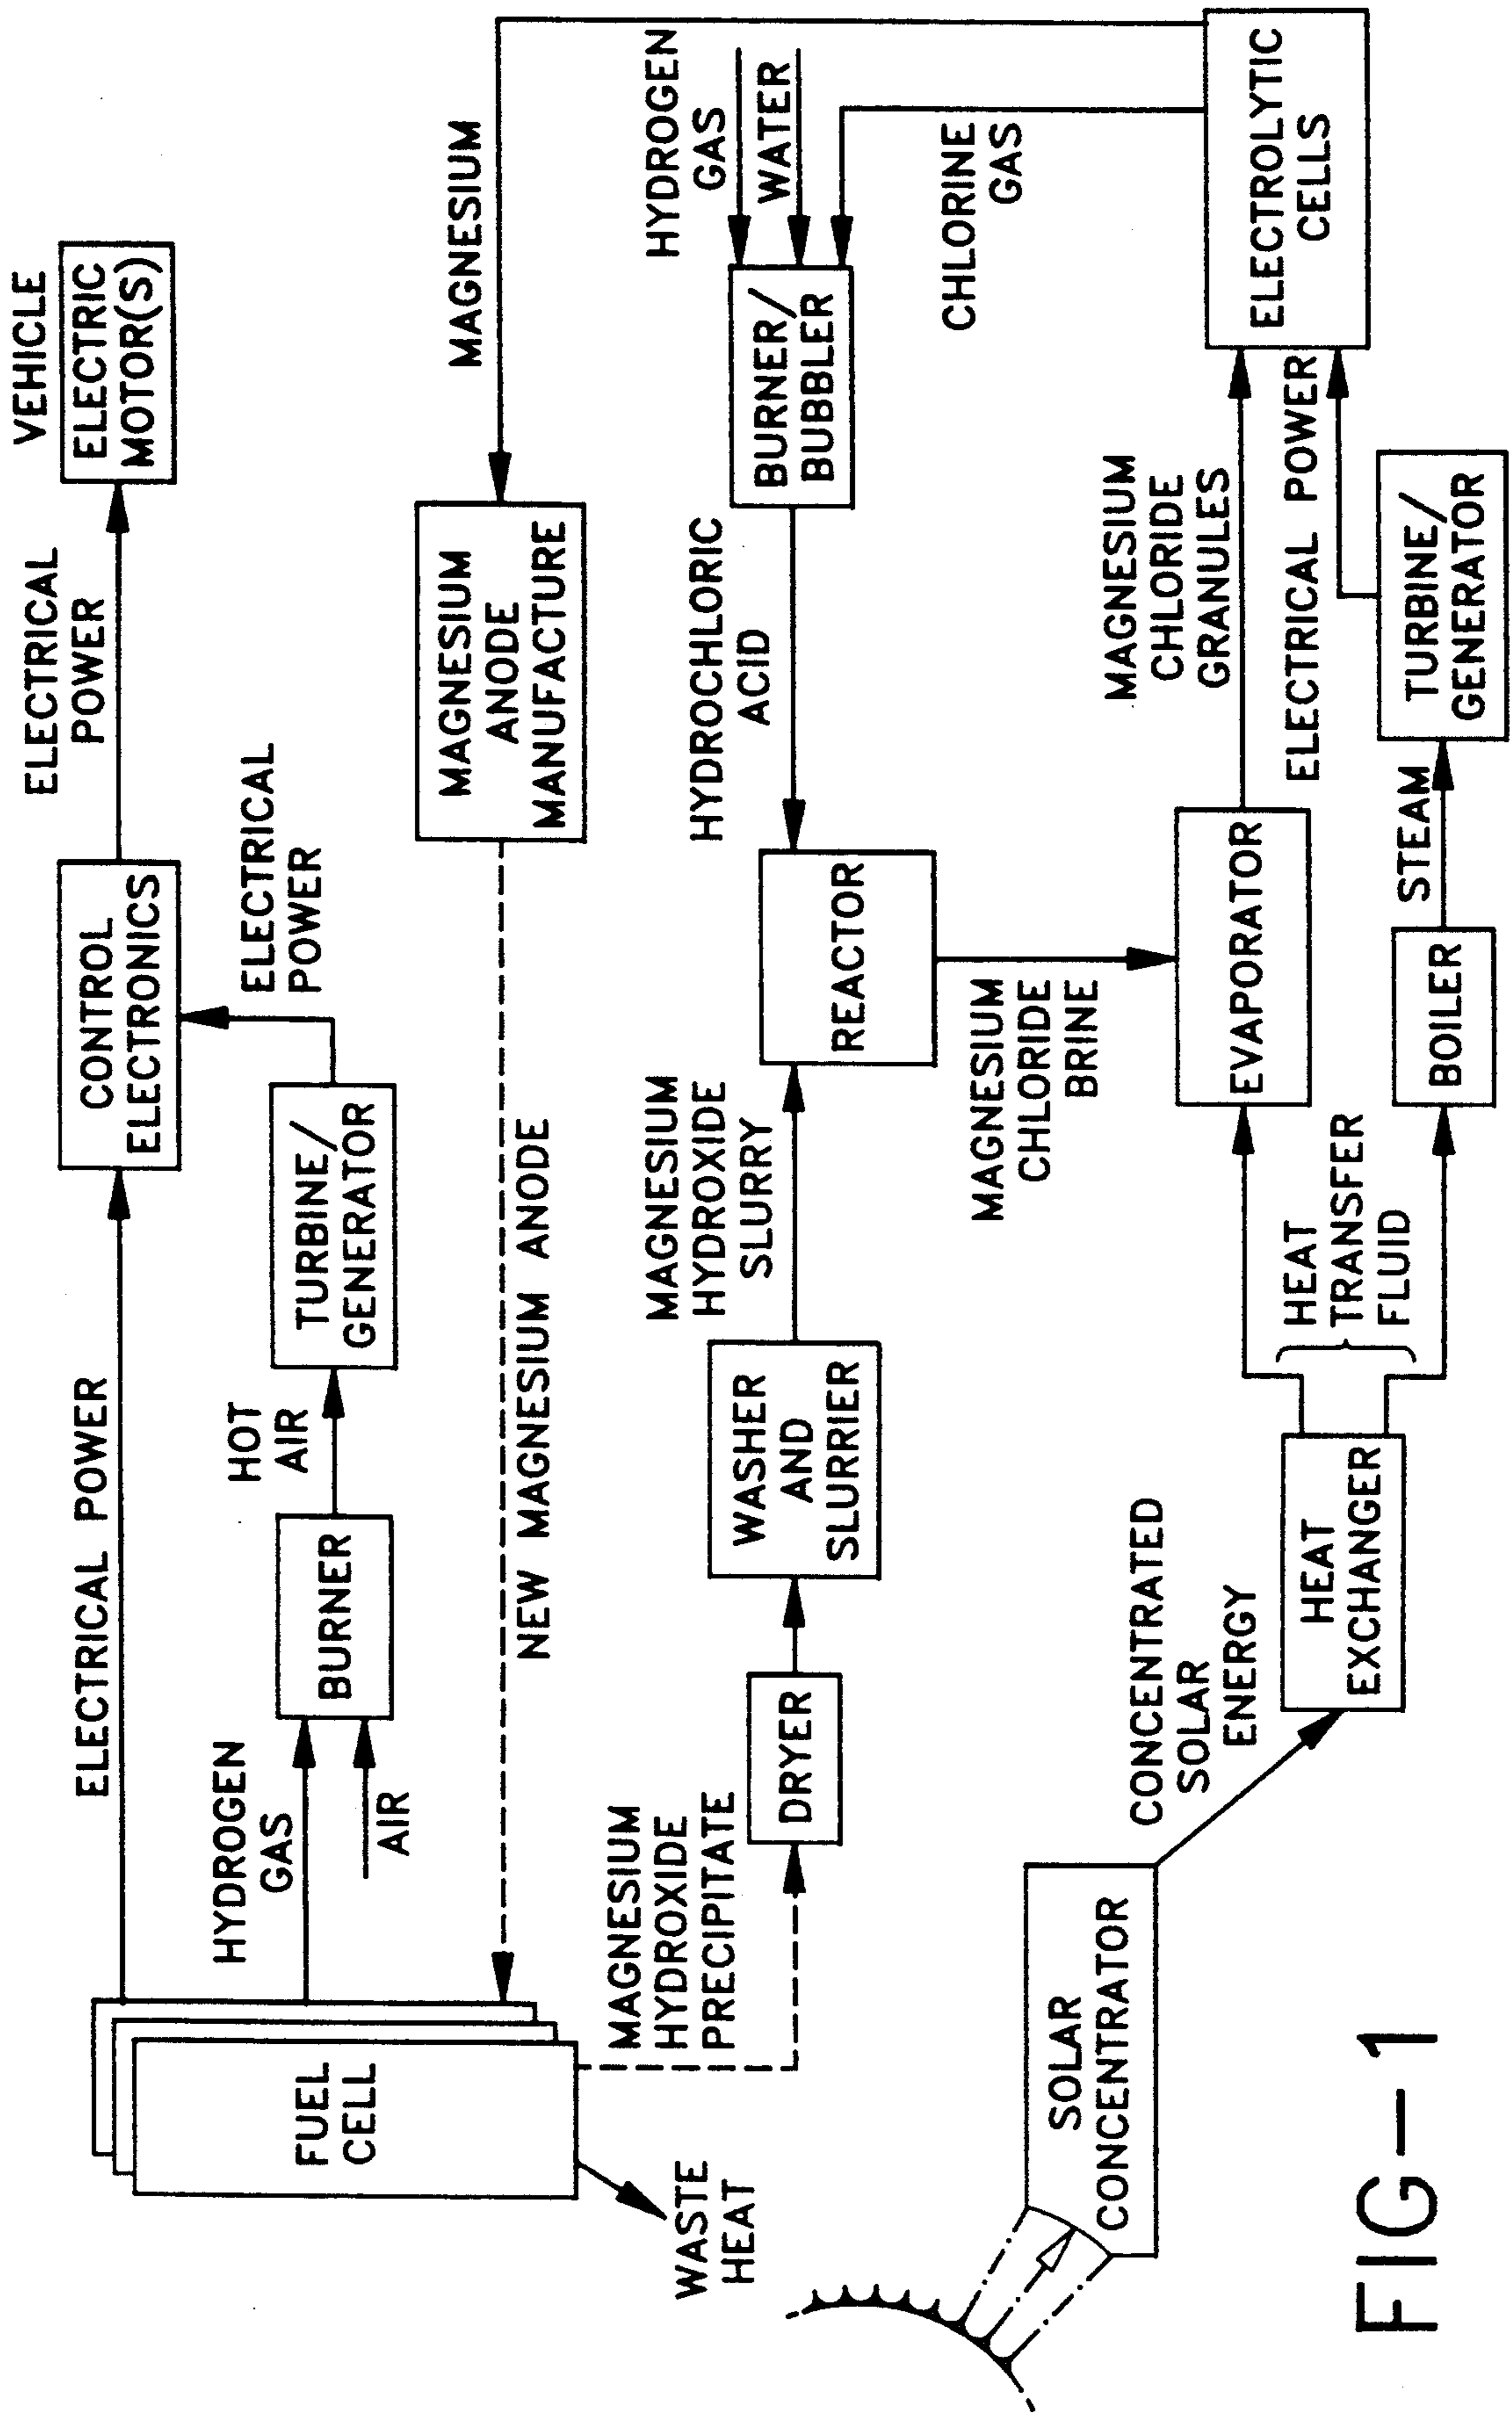 VEHICLE
ELECTRICAL POWER
CONTROL
ELECTRONICS
ELECTRICAL
POWER
ELECTRIC
MOTOR(S)
HYDROGEN
GAS
AIR
BURNER
HOT
AIR
TURBINE/
GENERATOR
ELECTRICAL
POWER
FUEL
CELL
WASTE
HEAT
NEW MAGNESIUM ANODE
MAGNESIUM
ANODE
MANUFACTURE
MAGNESIUM
MAGNESIUM
HYDROXIDE
PRECIPITATE
DRYER
WASHER
AND
SLURRIER
MAGNESIUM
HYDROXIDE
SLURRY
REACTOR
HYDROCHLORIC
ACID
BURNER/
BUBBLER
HYDROGEN
GAS
WATER
CHLORINE
GAS
MAGNESIUM
CHLORIDE
BRINE
SOLAR
CONCENTRATOR
CONCENTRATED
SOLAR
ENERGY
HEAT
EXCHANGER
HEAT
TRANSFER
FLUID
EVAPORATOR
MAGNESIUM
CHLORIDE
GRANULES
BOILER
STEAM
TURBINE/
GENERATOR
ELECTRICAL POWER
ELECTROLYTIC
CELLS
FIG-1